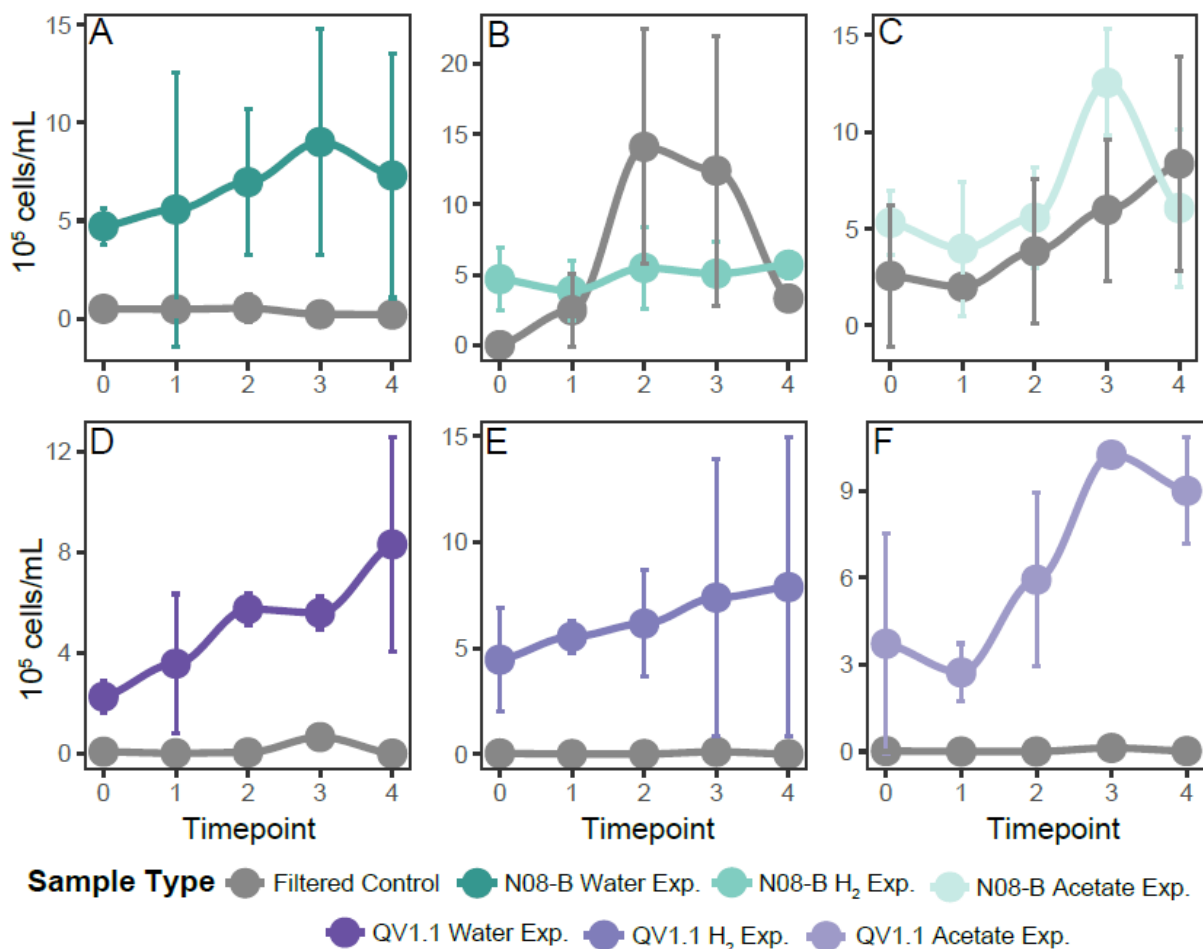 A
B
C
10⁵ cells/mL
15
10
5
0
0 1 2 3 4
20
15
10
5
0
0 1 2 3 4
15
10
5
0
0 1 2 3 4
D
E
F
10⁵ cells/mL
12
8
4
0
0 1 2 3 4
15
10
5
0
0 1 2 3 4
9
6
3
0
0 1 2 3 4
Timepoint
Timepoint
Timepoint
Sample Type Filtered Control N08-B Water Exp. N08-B H₂ Exp. N08-B Acetate Exp.
QV1.1 Water Exp. QV1.1 H₂ Exp. QV1.1 Acetate Exp.